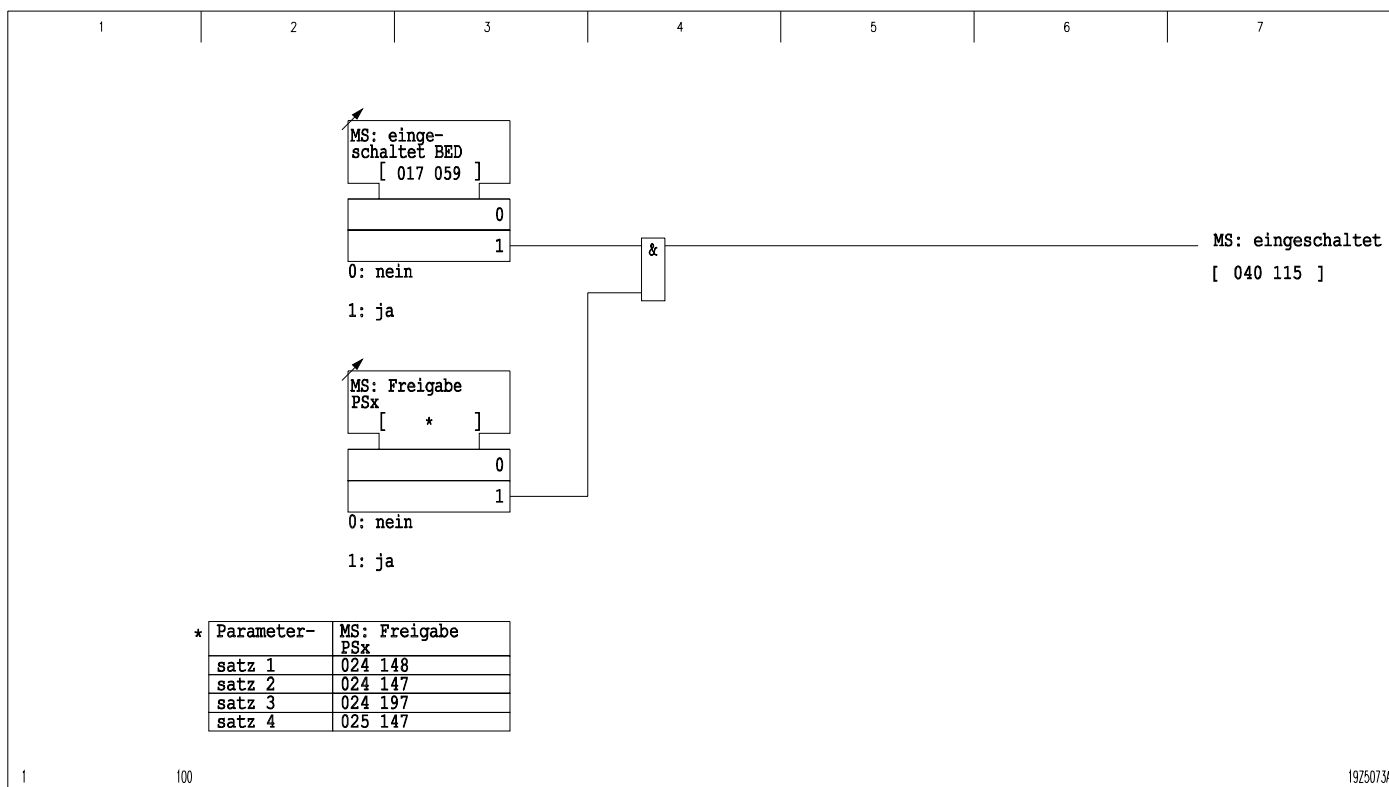 1 2 3 4 5 6 7
MS: einge-
schaltet BED
[ 017 059 ]
0
1
0: nein
1: ja
&
MS: eingeschaltet
[ 040 115 ]
MS: Freigabe
PSx
[ * ]
0
1
0: nein
1: ja
* Parameter- MS: Freigabe
PSx
satz 1 024 148
satz 2 024 147
satz 3 024 197
satz 4 025 147
1 100 19Z5073A